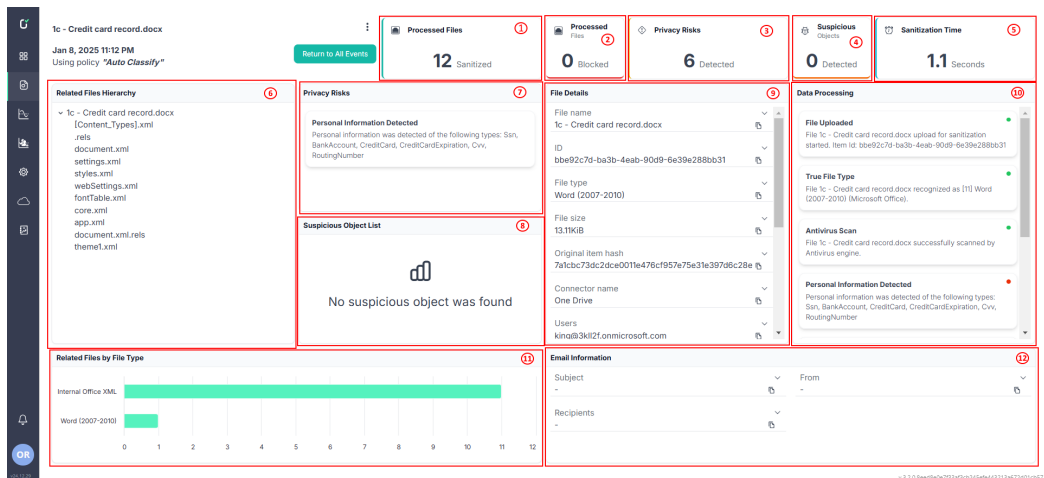 1c - Credit card record.docx
Jan 8, 2025 11:12 PM
Using policy "Auto Classify"
Return to All Events
Processed Files
1
12 Sanitized
Processed
Files
2
0 Blocked
Privacy Risks
3
6 Detected
Suspicious
Objects
4
0 Detected
Sanitization Time
5
1.1 Seconds
Related Files Hierarchy
6
1c - Credit card record.docx
[Content_Types].xml
.rels
document.xml
settings.xml
styles.xml
webSettings.xml
fontTable.xml
core.xml
app.xml
document.xml.rels
theme1.xml
Privacy Risks
7
Personal Information Detected
Personal information was detected of the following types: Ssn,
BankAccount, CreditCard, CreditCardExpiration, Cvv,
RoutingNumber
Suspicious Object List
8
No suspicious object was found
File Details
9
File name
1c - Credit card record.docx
ID
bbe92c7d-ba3b-4eab-90d9-6e39e288bb31
File type
Word (2007-2010)
File size
13.11KiB
Original item hash
7a1cbc73dc2dce0011e476cf957e75e31e397d6c28e
Connector name
One Drive
Users
king@3kll2f.onmicrosoft.com
Data Processing
10
File Uploaded
File 1c - Credit card record.docx upload for sanitization
started. Item Id: bbe92c7d-ba3b-4eab-90d9-6e39e288bb31
True File Type
File 1c - Credit card record.docx recognized as [11] Word
(2007-2010) (Microsoft Office).
Antivirus Scan
File 1c - Credit card record.docx successfully scanned by
Antivirus engine.
Personal Information Detected
Personal information was detected of the following types:
Ssn, BankAccount, CreditCard, CreditCardExpiration, Cvv,
RoutingNumber
Related Files by File Type
11
Internal Office XML
Word (2007-2010)
0 1 2 3 4 5 6 7 8 9 10 11 12
Email Information
12
Subject
-
From
-
Recipients
-
OR